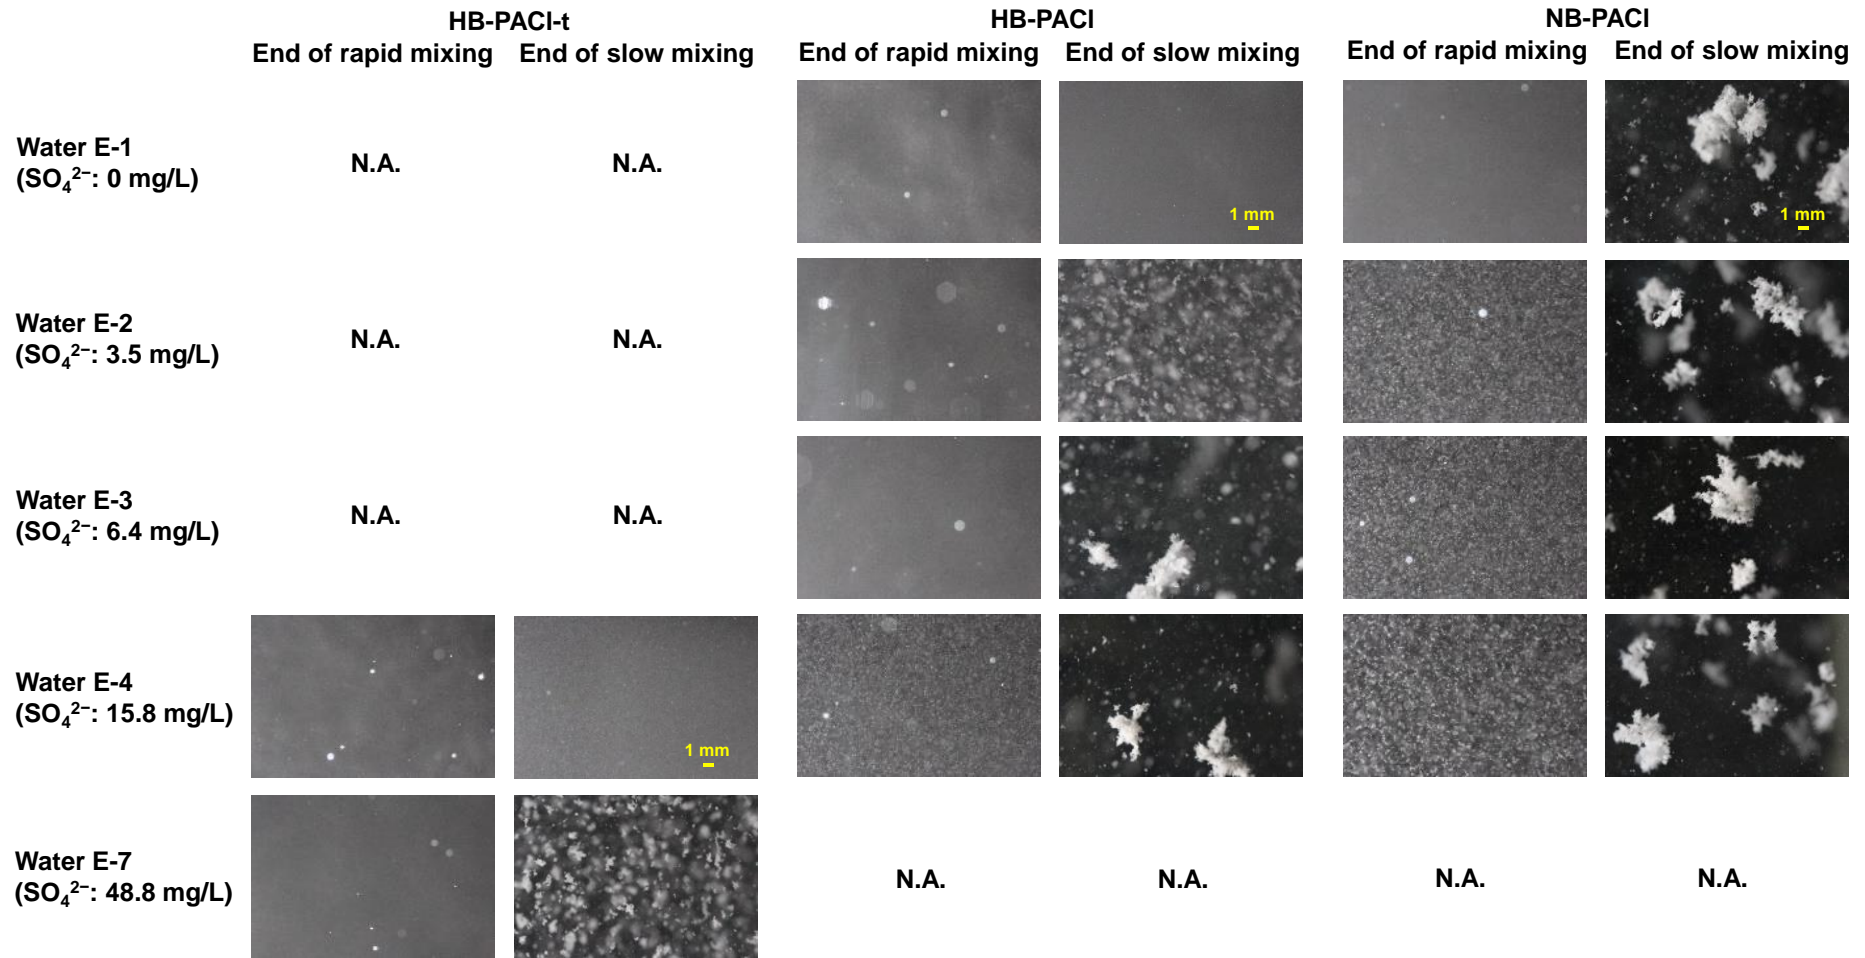 HB-PACl-t HB-PACl NB-PACl
End of rapid mixing End of slow mixing End of rapid mixing End of slow mixing End of rapid mixing End of slow mixing
Water E-1
(SO₄²⁻: 0 mg/L)
N.A. N.A.
1 mm 1 mm
Water E-2
(SO₄²⁻: 3.5 mg/L)
N.A. N.A.
Water E-3
(SO₄²⁻: 6.4 mg/L)
N.A. N.A.
Water E-4
(SO₄²⁻: 15.8 mg/L)
1 mm
Water E-7
(SO₄²⁻: 48.8 mg/L)
N.A. N.A. N.A. N.A.